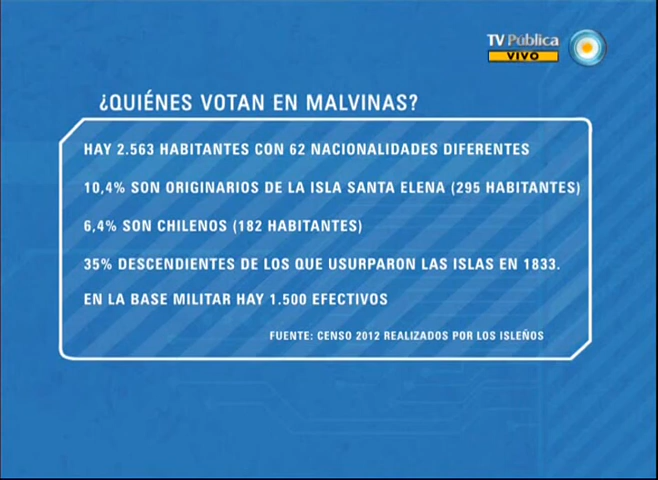 TV Pública
VIVO
¿QUIÉNES VOTAN EN MALVINAS?
HAY 2.563 HABITANTES CON 62 NACIONALIDADES DIFERENTES
10,4% SON ORIGINARIOS DE LA ISLA SANTA ELENA (295 HABITANTES)
6,4% SON CHILENOS (182 HABITANTES)
35% DESCENDIENTES DE LOS QUE USURPARON LAS ISLAS EN 1833.
EN LA BASE MILITAR HAY 1.500 EFECTIVOS
FUENTE: CENSO 2012 REALIZADOS POR LOS ISLEÑOS